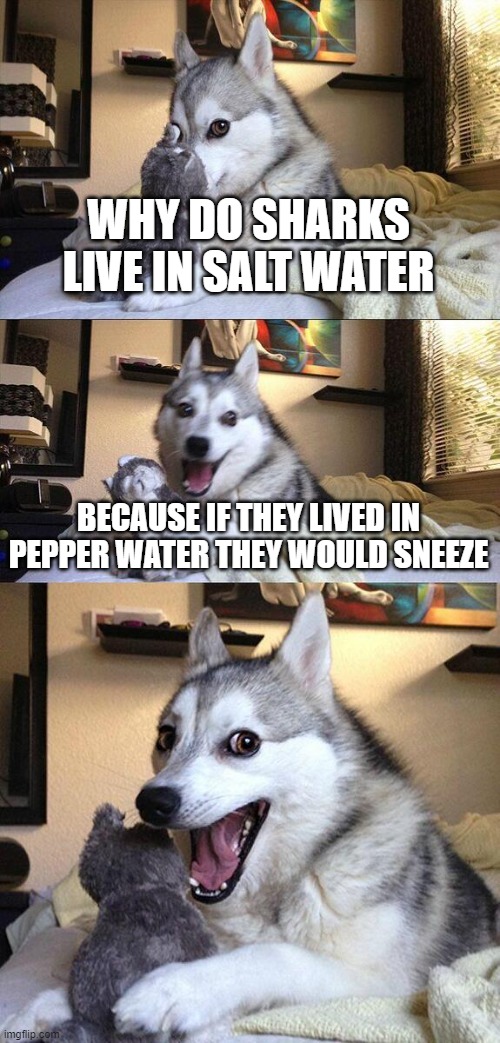 WHY DO SHARKS
LIVE IN SALT WATER
BECAUSE IF THEY LIVED IN
PEPPER WATER THEY WOULD SNEEZE
imgflip.com